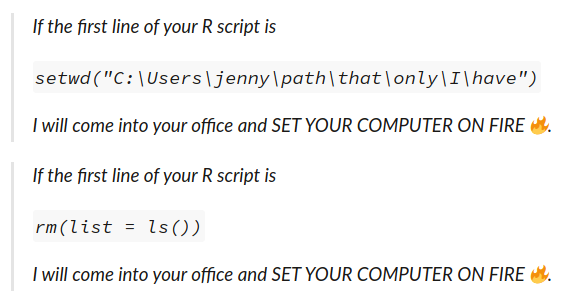 If the first line of your R script is
setwd("C:\Users\jenny\path\that\only\I\have")
I will come into your office and SET YOUR COMPUTER ON FIRE 🔥.
If the first line of your R script is
rm(list = ls())
I will come into your office and SET YOUR COMPUTER ON FIRE 🔥.